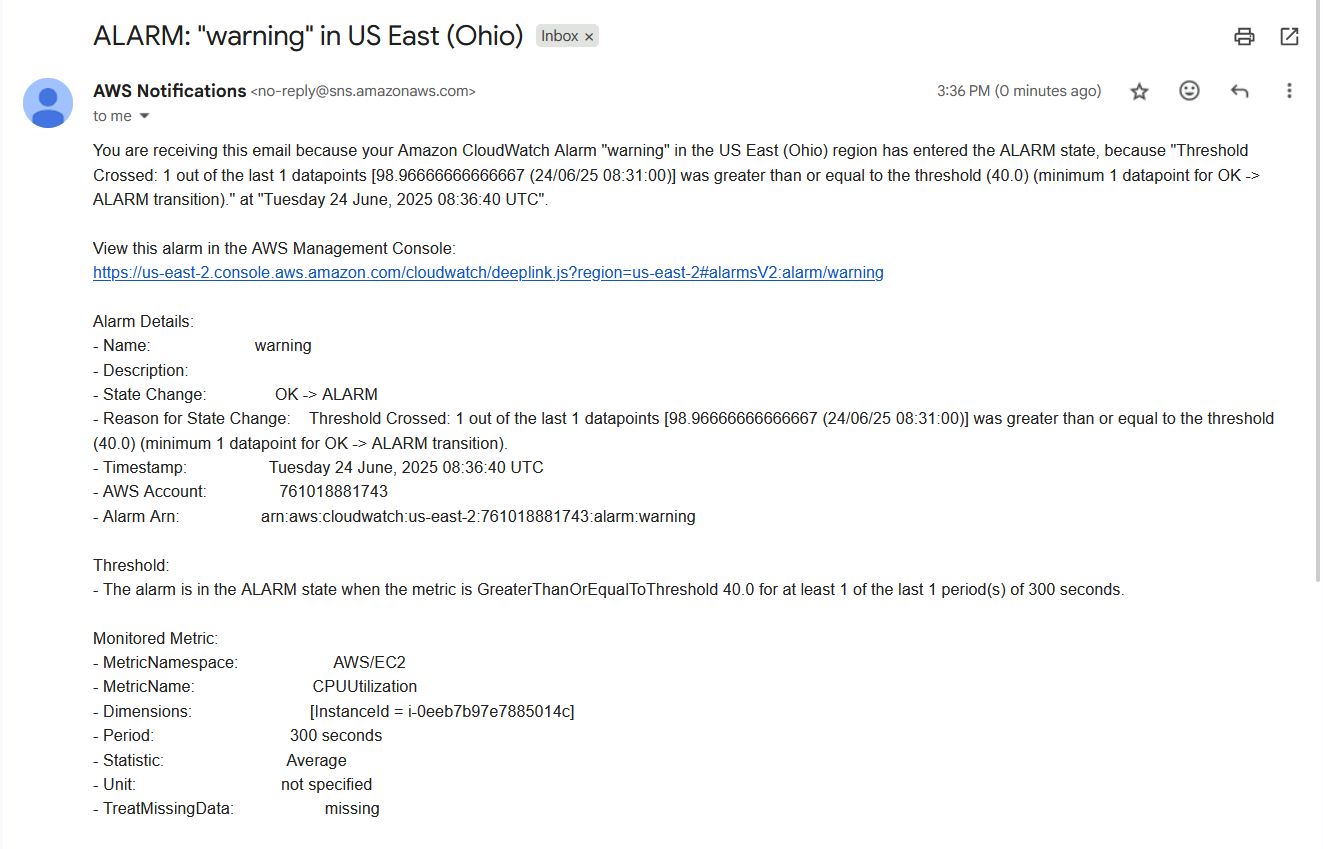 ALARM: "warning" in US East (Ohio) Inbox ×
AWS Notifications <no-reply@sns.amazonaws.com> 3:36 PM (0 minutes ago)
to me
You are receiving this email because your Amazon CloudWatch Alarm "warning" in the US East (Ohio) region has entered the ALARM state, because "Threshold
Crossed: 1 out of the last 1 datapoints [98.96666666666667 (24/06/25 08:31:00)] was greater than or equal to the threshold (40.0) (minimum 1 datapoint for OK ->
ALARM transition)." at "Tuesday 24 June, 2025 08:36:40 UTC".
View this alarm in the AWS Management Console:
https://us-east-2.console.aws.amazon.com/cloudwatch/deeplink.js?region=us-east-2#alarmsV2:alarm/warning
Alarm Details:
- Name: warning
- Description:
- State Change: OK -> ALARM
- Reason for State Change: Threshold Crossed: 1 out of the last 1 datapoints [98.96666666666667 (24/06/25 08:31:00)] was greater than or equal to the threshold
(40.0) (minimum 1 datapoint for OK -> ALARM transition).
- Timestamp: Tuesday 24 June, 2025 08:36:40 UTC
- AWS Account: 761018881743
- Alarm Arn: arn:aws:cloudwatch:us-east-2:761018881743:alarm:warning
Threshold:
- The alarm is in the ALARM state when the metric is GreaterThanOrEqualToThreshold 40.0 for at least 1 of the last 1 period(s) of 300 seconds.
Monitored Metric:
- MetricNamespace: AWS/EC2
- MetricName: CPUUtilization
- Dimensions: [InstanceId = i-0eeb7b97e7885014c]
- Period: 300 seconds
- Statistic: Average
- Unit: not specified
- TreatMissingData: missing